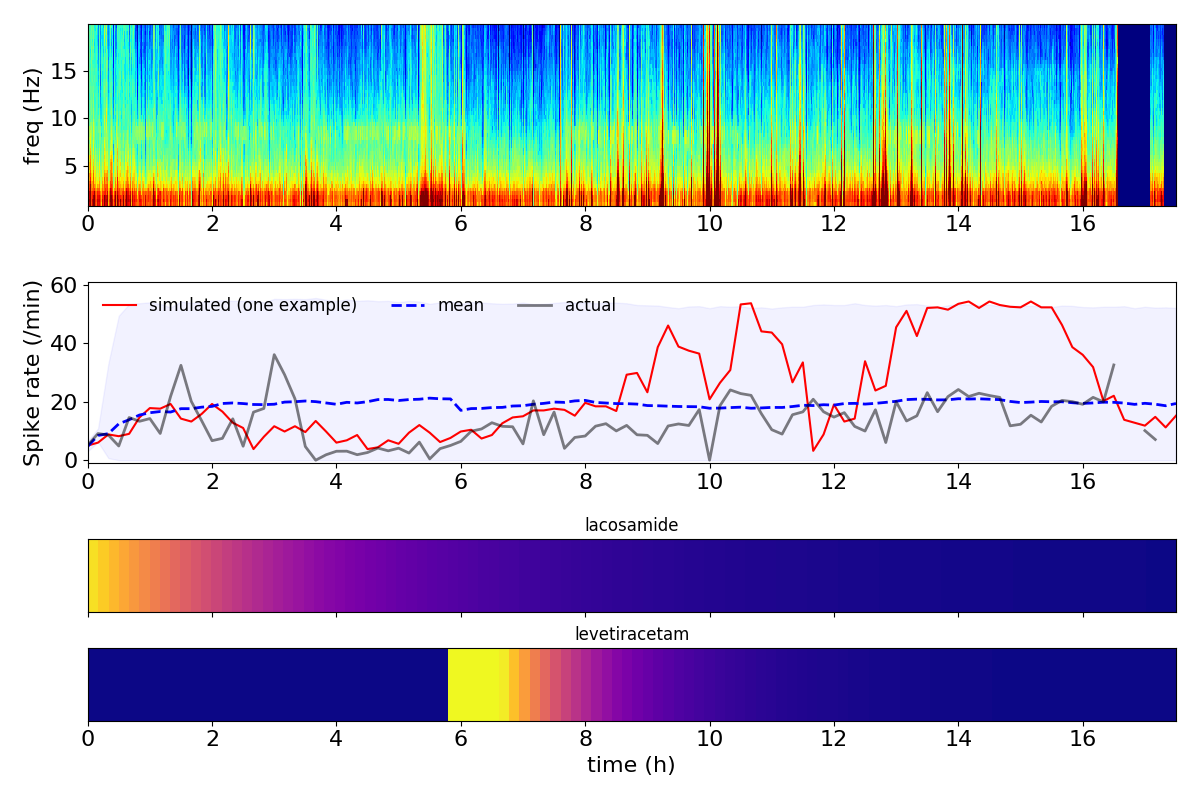 freq (Hz)
15
10
5
0 2 4 6 8 10 12 14 16
Spike rate (/min)
60
40
20
0
simulated (one example) mean actual
0 2 4 6 8 10 12 14 16
lacosamide
levetiracetam
0 2 4 6 8 10 12 14 16
time (h)